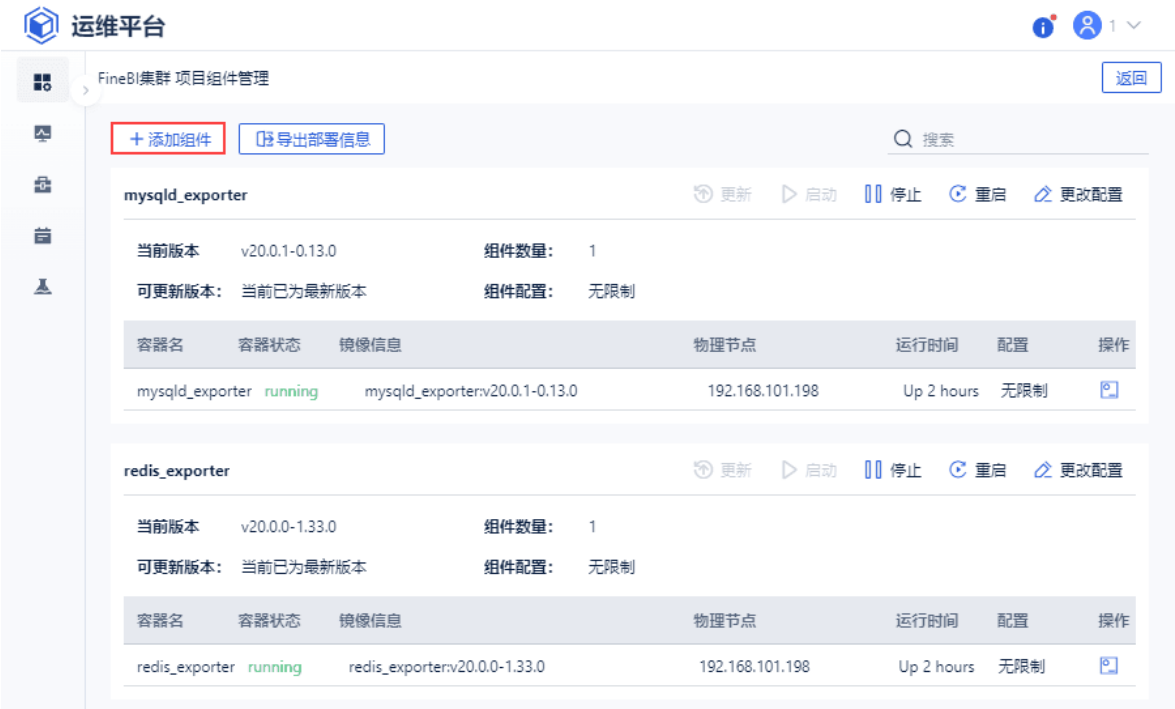 运维平台
1
FineBI集群 项目组件管理
返回
添加组件 导出部署信息 搜索
mysqld_exporter 更新 启动 停止 重启 更改配置
当前版本 v20.0.1-0.13.0 组件数量： 1
可更新版本： 当前已为最新版本 组件配置： 无限制
容器名 容器状态 镜像信息 物理节点 运行时间 配置 操作
mysqld_exporter running mysqld_exporter:v20.0.1-0.13.0 192.168.101.198 Up 2 hours 无限制
redis_exporter 更新 启动 停止 重启 更改配置
当前版本 v20.0.0-1.33.0 组件数量： 1
可更新版本： 当前已为最新版本 组件配置： 无限制
容器名 容器状态 镜像信息 物理节点 运行时间 配置 操作
redis_exporter running redis_exporter:v20.0.0-1.33.0 192.168.101.198 Up 2 hours 无限制